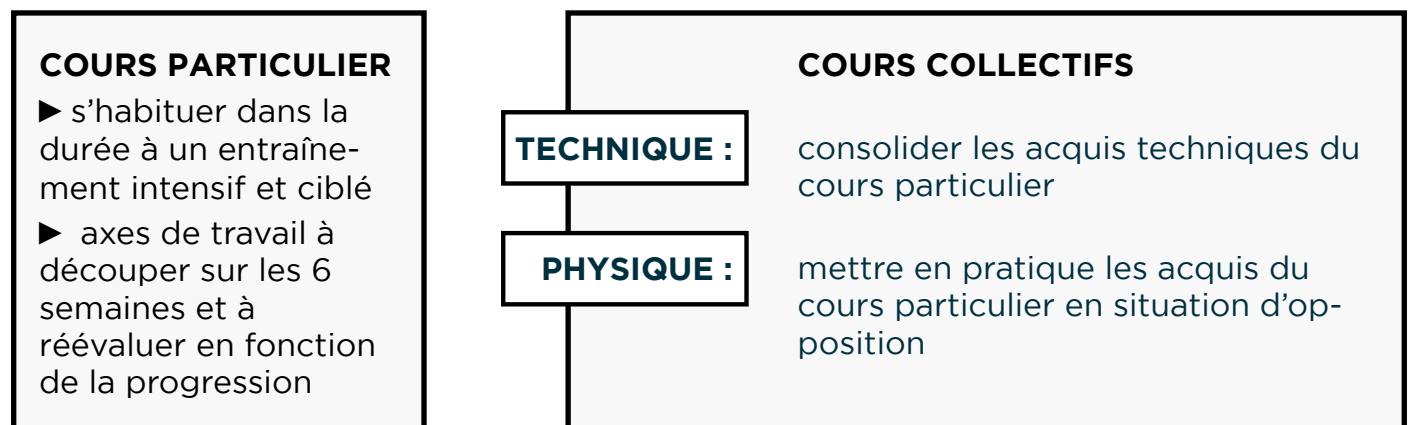 COURS PARTICULIER
► s’habituer dans la
durée à un entraîne-
ment intensif et ciblé
► axes de travail à
découper sur les 6
semaines et à
réévaluer en fonction
de la progression
COURS COLLECTIFS
TECHNIQUE :
consolider les acquis techniques du
cours particulier
PHYSIQUE :
mettre en pratique les acquis du
cours particulier en situation d’op-
position